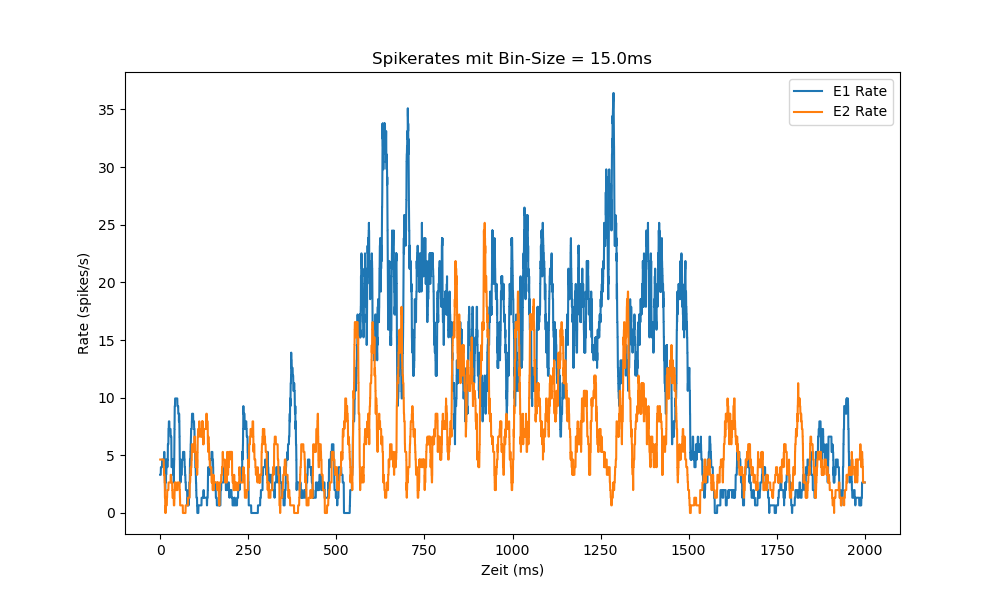 Spikerates mit Bin-Size = 15.0ms
E1 Rate
E2 Rate
Rate (spikes/s)
35
30
25
20
15
10
5
0
0 250 500 750 1000 1250 1500 1750 2000
Zeit (ms)